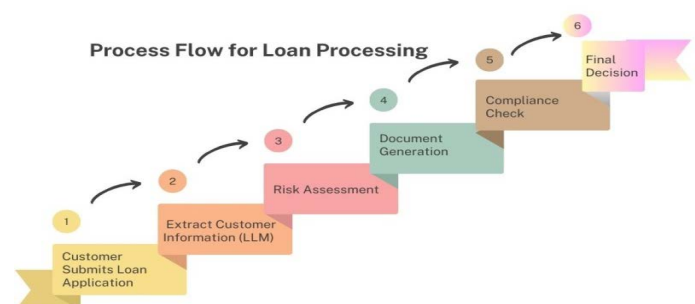 Process Flow for Loan Processing
1
Customer
Submits Loan
Application
2
Extract Customer
Information (LLM)
3
Risk Assessment
4
Document
Generation
5
Compliance
Check
6
Final
Decision